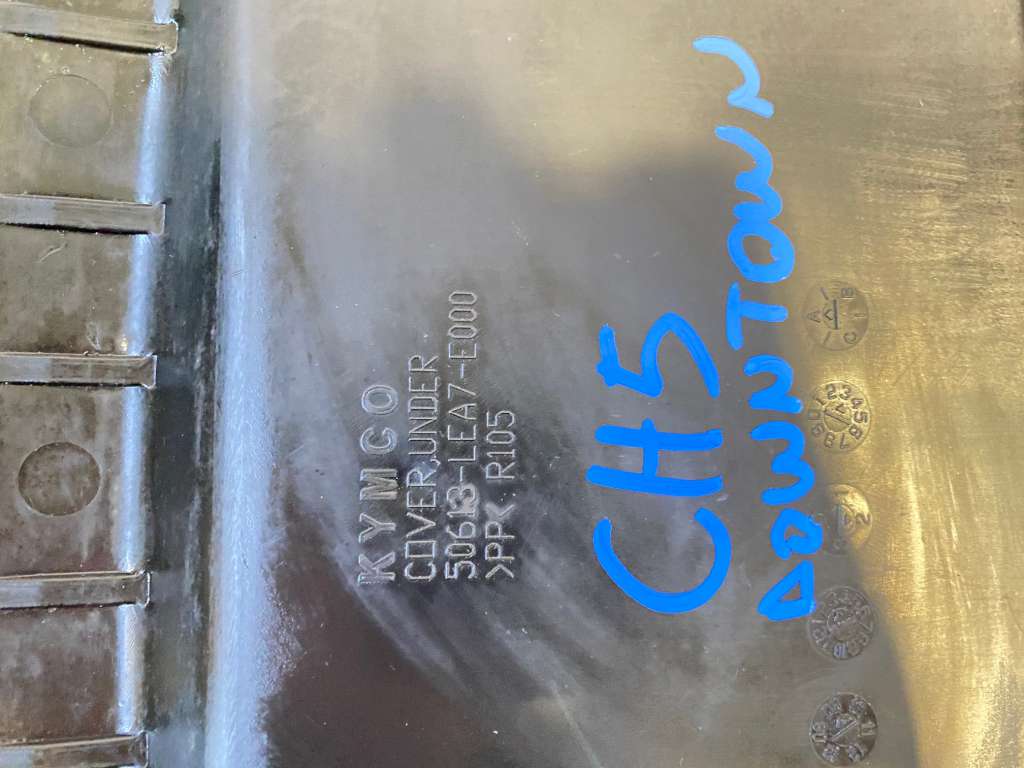 KYMCO
COVER,UNDER
50613-LEA7-E000
>PP< R105
CH5
DOWNTOWN